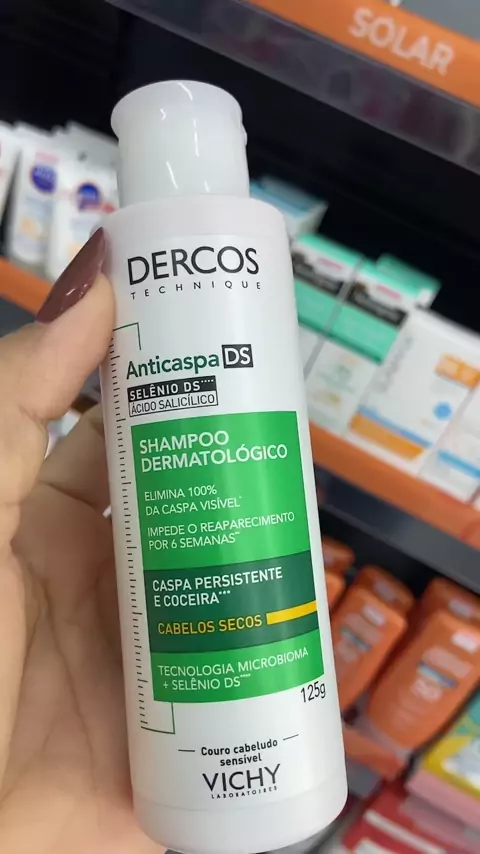 SOLAR
DERCOS
TECHNIQUE
Anticaspa DS
SELÊNIO DS****
ÁCIDO SALICÍLICO
SHAMPOO
DERMATOLÓGICO
ELIMINA 100%
DA CASPA VISÍVEL*
IMPEDE O REAPARECIMENTO
POR 6 SEMANAS**
CASPA PERSISTENTE
E COCEIRA***
CABELOS SECOS
TECNOLOGIA MICROBIOMA
+ SELÊNIO DS****
125g
Couro cabeludo
sensível
VICHY
LABORATOIRES